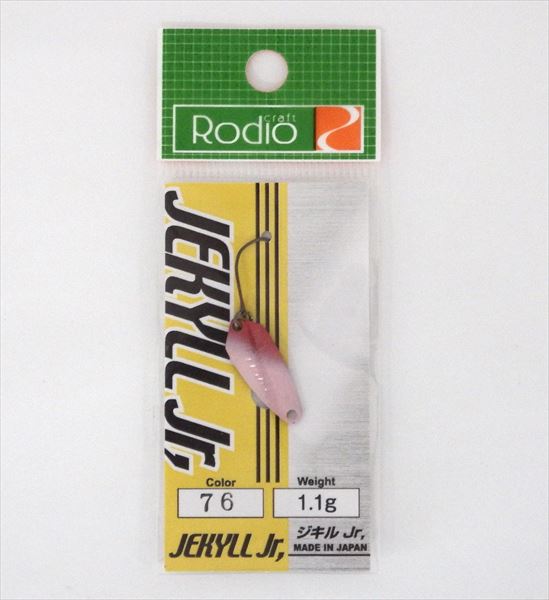 craft
Rodio
JEKYLL Jr,
Color
76
Weight
1.1g
JEKYLL Jr,
ジキル Jr,
MADE IN JAPAN